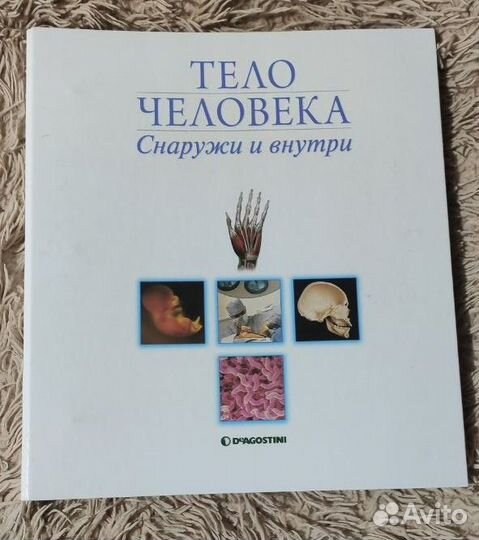 ТЕЛО
ЧЕЛОВЕКА
Снаружи и внутри
DeAGOSTINI
Avito